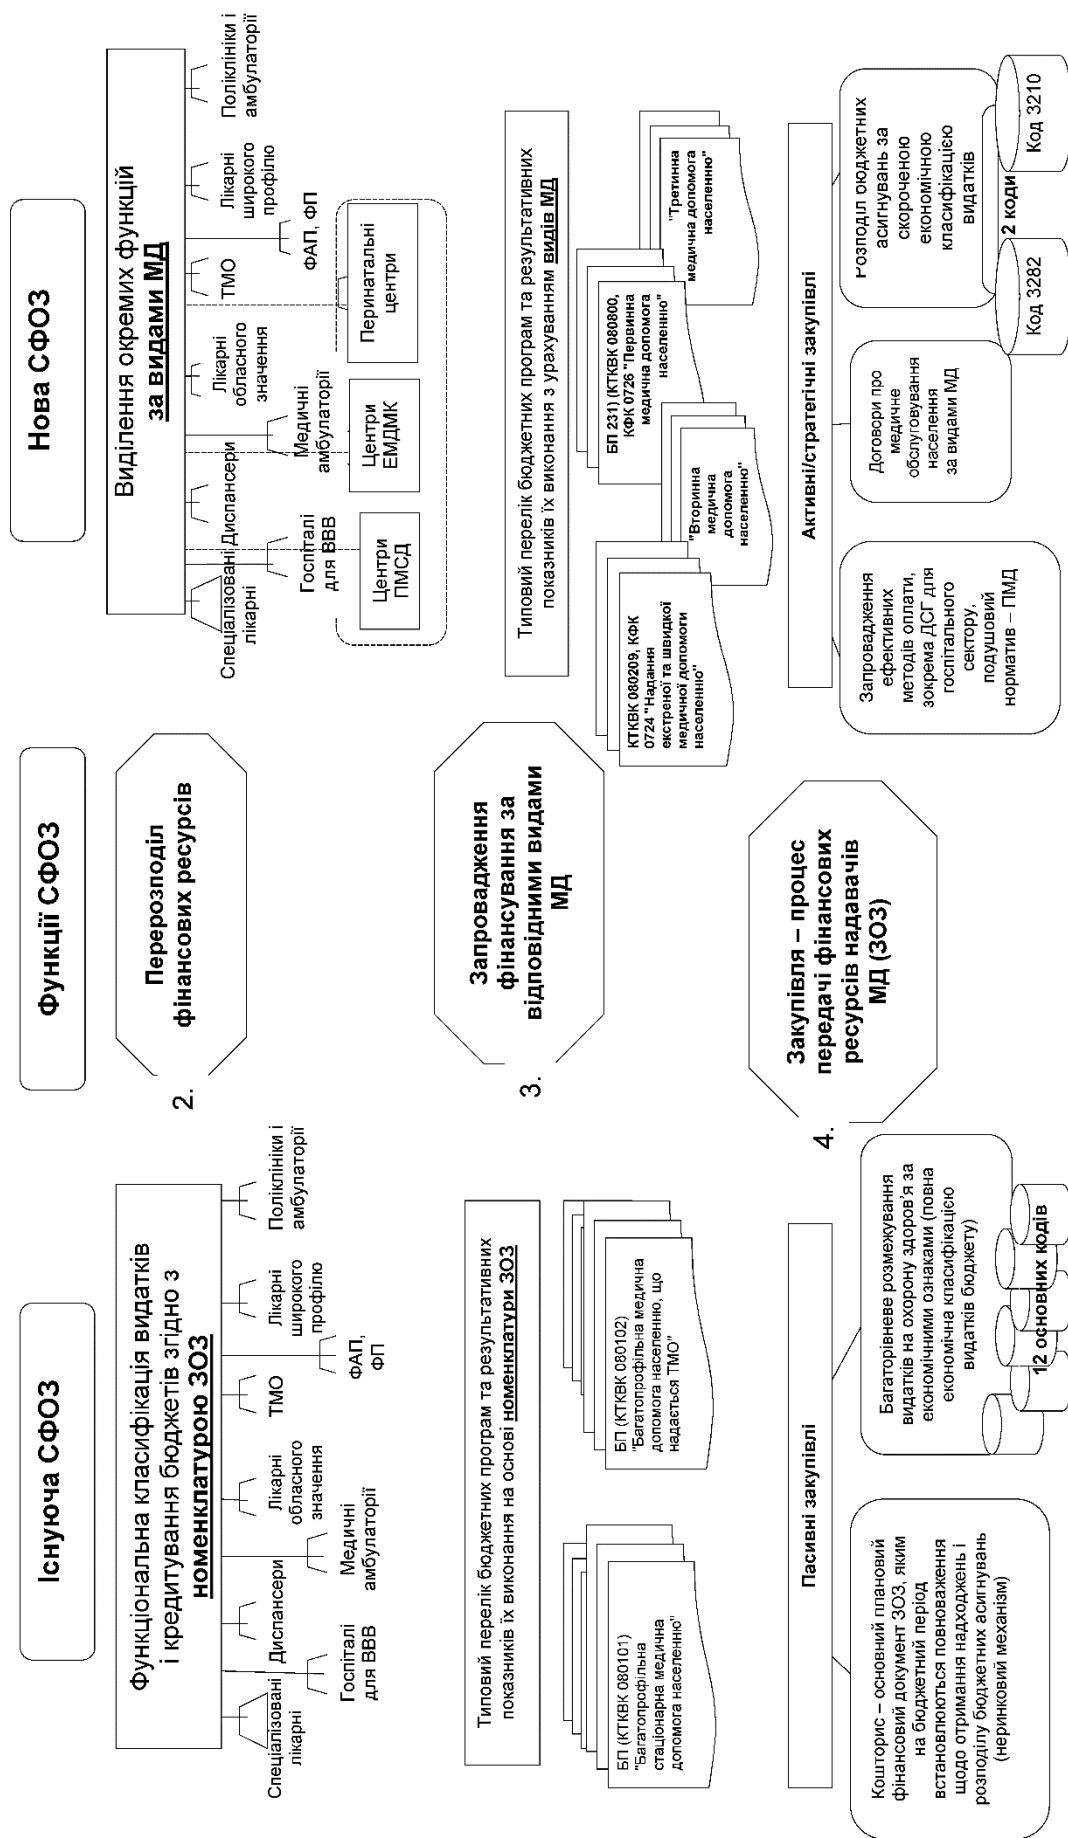 Існуюча СФОЗ
Функції СФОЗ
Нова СФОЗ
Функціональна класифікація видатків
і кредитування бюджетів згідно з
номенклатурою ЗОЗ
Спеціалізовані
лікарні
Госпіталі
для ВВВ
Диспансери
Медичні
амбулаторії
Лікарні
обласного
значення
ТМО
ФАП,
ФП
Лікарні
широкого
профілю
Поліклініки і
амбулаторії
2.
Перерозподіл
фінансових ресурсів
Виділення окремих функцій
за видами МД
Спеціалізовані
лікарні
Госпіталі
для ВВВ
Диспансери
Медичні
амбулаторії
Лікарні
обласного
значення
ТМО
ФАП, ФП
Лікарні
широкого
профілю
Поліклініки і
амбулаторії
Центри
ПМСД
Центри
ЕМДМК
Перинатальні
центри
Типовий перелік бюджетних програм та результативних
показників їх виконання на основі номенклатури ЗОЗ
БП (КТКВК 080101)
"Багатопрофільна
стаціонарна медична
допомога населенню"
БП (КТКВК 080102)
"Багатопрофільна медична
допомога населенню, що
надається ТМО"
3.
Запровадження
фінансування за
відповідними видами
МД
Типовий перелік бюджетних програм та результативних
показників їх виконання з урахуванням видів МД
КТКВК 080209, КФК
0724 "Надання
екстреної та швидкої
медичної допомоги
населенню"
"Вторинна
медична
допомога
населенню"
БП 231) (КТКВК 080800,
КФК 0726 "Первинна
медична допомога
населенню"
"Третинна
медична допомога
населенню"
Пасивні закупівлі
Кошторис – основний плановий
фінансовий документ ЗОЗ, яким
на бюджетний період
встановлюються повноваження
щодо отримання надходжень і
розподілу бюджетних асигнувань
(неринковий механізм)
Багаторівневе розмежування
видатків на охорону здоров'я за
економічними ознаками (повна
економічна класифікацією
видатків бюджету)
12 основних кодів
4.
Закупівля – процес
передачі фінансових
ресурсів надавачів
МД (ЗОЗ)
Активні/стратегічні закупівлі
Запровадження
ефективних
методів оплати,
зокрема ДСГ для
госпітального
сектору,
подушовий
норматив – ПМД
Договори про
медичне
обслуговування
населення
за видами МД
Розподіл бюджетних
асигнувань за
скороченою
економічною
класифікацією
видатків
2 коди
Код 3282
Код 3210